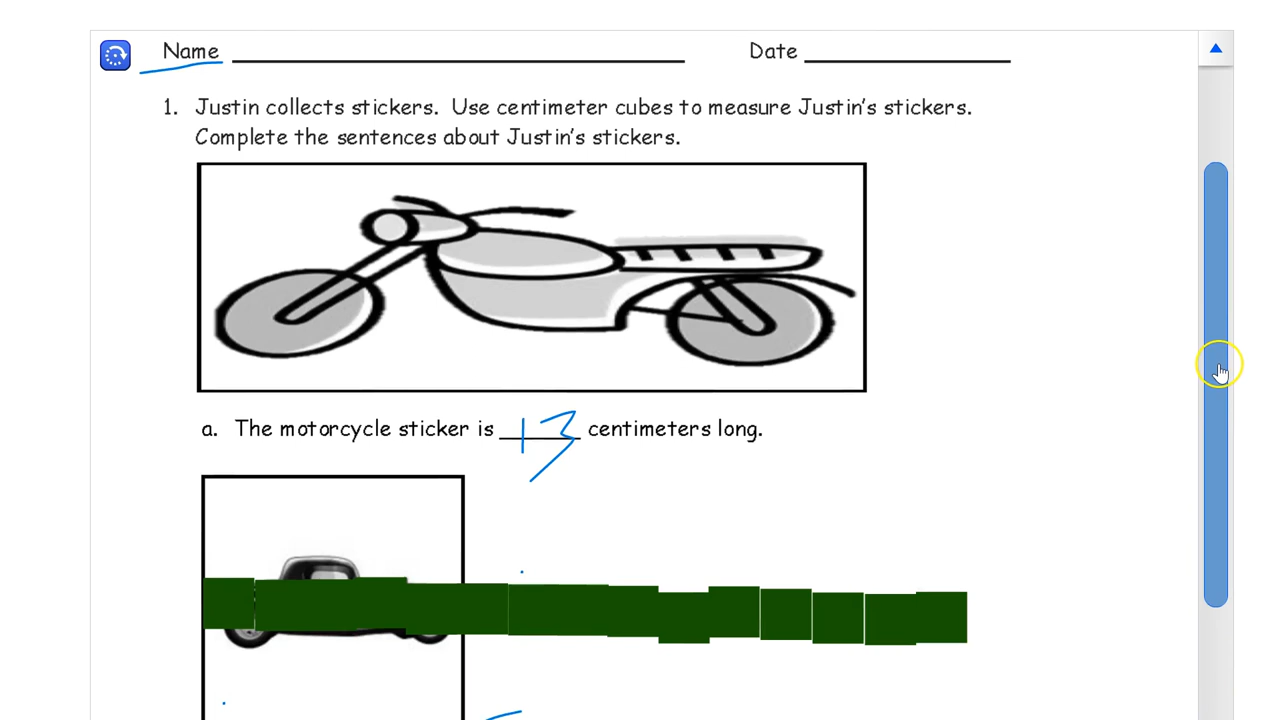 Name Date
1. Justin collects stickers. Use centimeter cubes to measure Justin's stickers.
Complete the sentences about Justin's stickers.
a. The motorcycle sticker is 13 centimeters long.